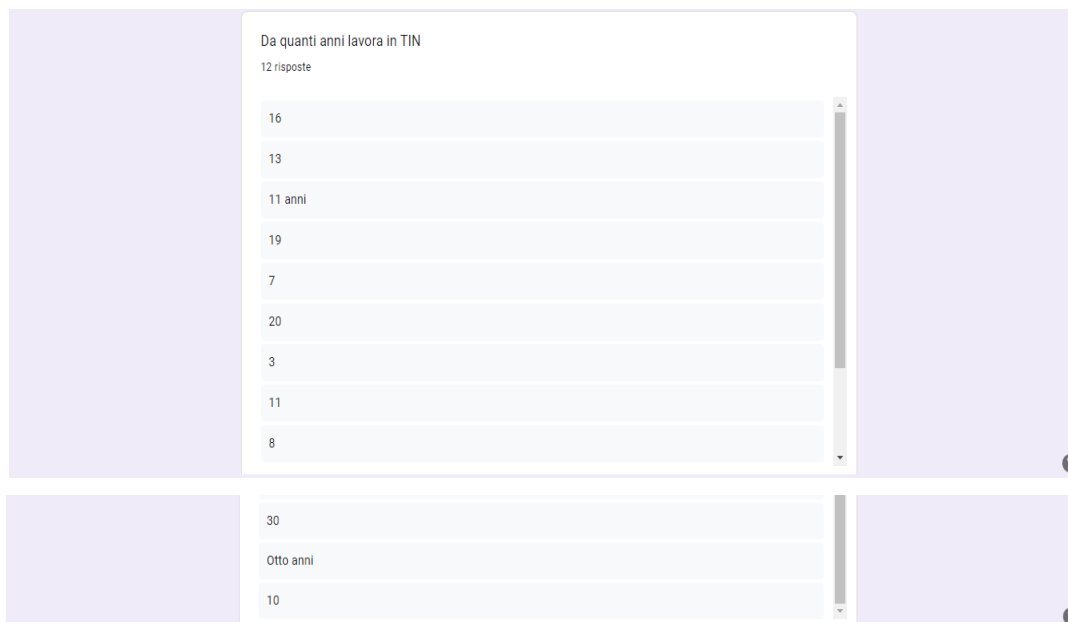 Da quanti anni lavora in TIN
12 risposte
16
13
11 anni
19
7
20
3
11
8
30
Otto anni
10